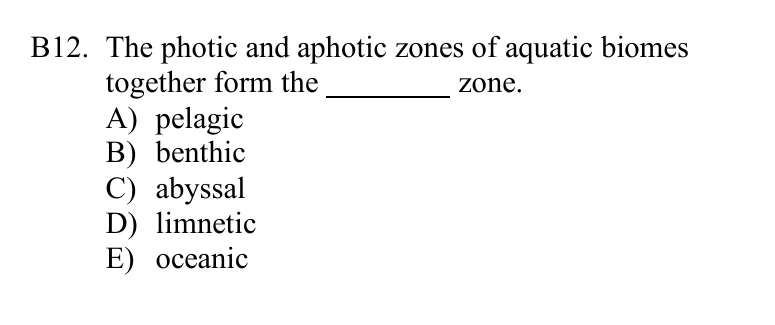 B12. The photic and aphotic zones of aquatic biomes
together form the ________ zone.
A) pelagic
B) benthic
C) abyssal
D) limnetic
E) oceanic